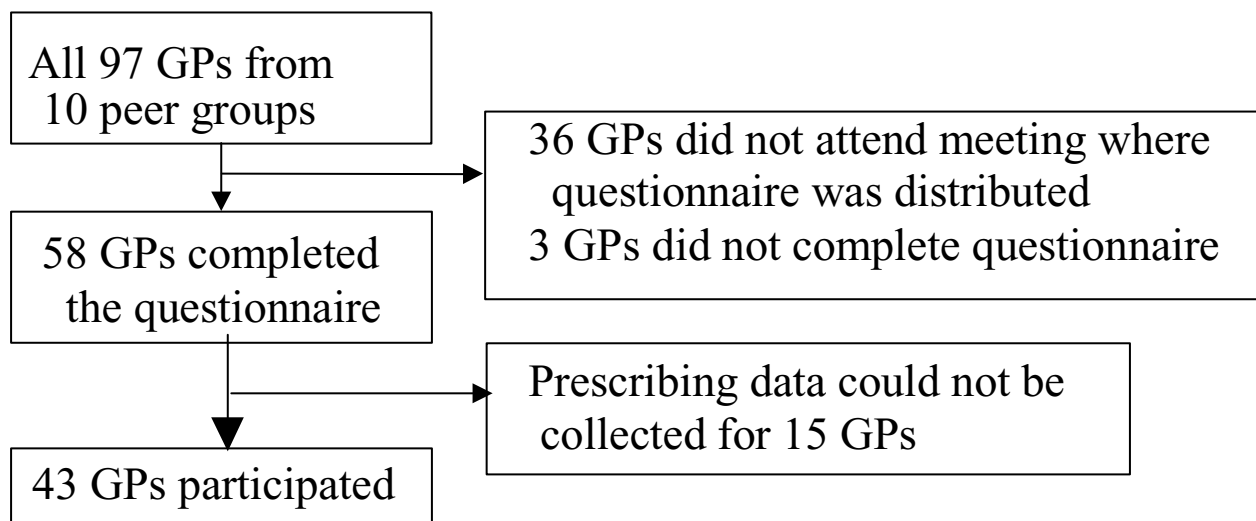 All 97 GPs from
10 peer groups
36 GPs did not attend meeting where
questionnaire was distributed
3 GPs did not complete questionnaire
58 GPs completed
the questionnaire
Prescribing data could not be
collected for 15 GPs
43 GPs participated